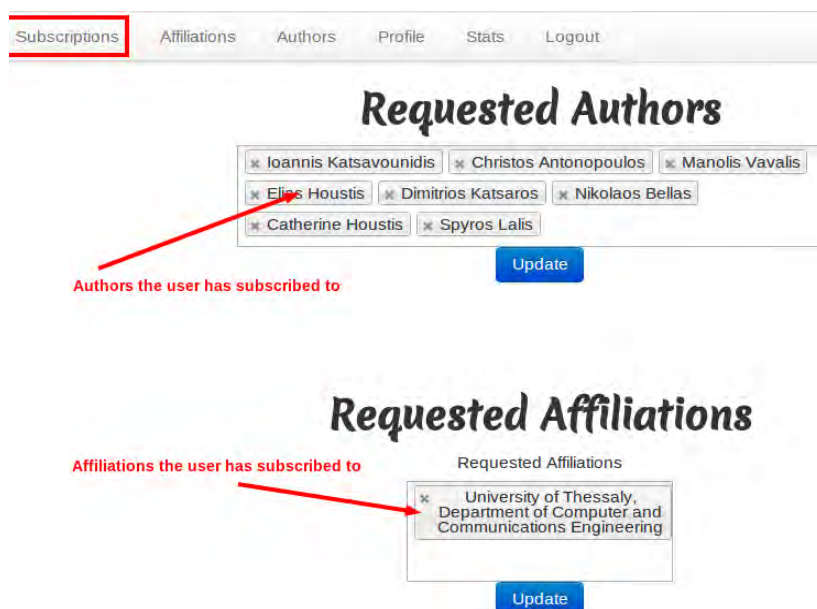 Subscriptions Affiliations Authors Profile Stats Logout
Requested Authors
× Ioannis Katsavounidis × Christos Antonopoulos × Manolis Vavalis
× Elias Houstis × Dimitrios Katsaros × Nikolaos Bellas
× Catherine Houstis × Spyros Lalis
Update
Authors the user has subscribed to
Requested Affiliations
Affiliations the user has subscribed to
Requested Affiliations
× University of Thessaly,
Department of Computer and
Communications Engineering
Update